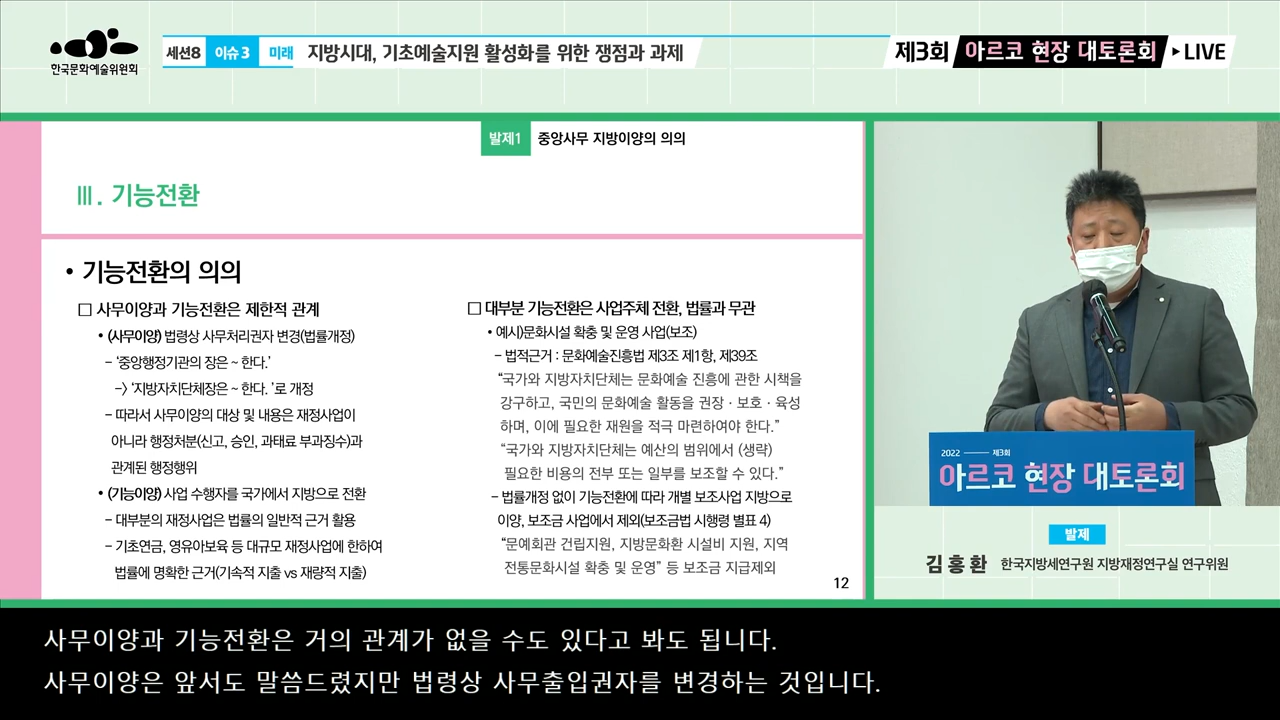 한국문화예술위원회
세션8 이슈3 미래 지방시대, 기초예술지원 활성화를 위한 쟁점과 과제
제3회 아르코 현장 대토론회 ▸LIVE
발제1 중앙사무 지방이양의 의의
Ⅲ. 기능전환
• 기능전환의 의의
□ 사무이양과 기능전환은 제한적 관계
• (사무이양) 법령상 사무처리권자 변경(법률개정)
– ‘중앙행정기관의 장은 ~ 한다.’
–> ‘지방자치단체장은 ~ 한다. ’로 개정
– 따라서 사무이양의 대상 및 내용은 재정사업이
아니라 행정처분(신고, 승인, 과태료 부과징수)과
관계된 행정행위
• (기능이양) 사업 수행자를 국가에서 지방으로 전환
– 대부분의 재정사업은 법률의 일반적 근거 활용
– 기초연금, 영유아보육 등 대규모 재정사업에 한하여
법률에 명확한 근거(기속적 지출 vs 재량적 지출)
□ 대부분 기능전환은 사업주체 전환, 법률과 무관
• 예시)문화시설 확충 및 운영 사업(보조)
– 법적근거 : 문화예술진흥법 제3조 제1항, 제39조
“국가와 지방자치단체는 문화예술 진흥에 관한 시책을
강구하고, 국민의 문화예술 활동을 권장 · 보호 · 육성
하며, 이에 필요한 재원을 적극 마련하여야 한다.”
“국가와 지방자치단체는 예산의 범위에서 (생략)
필요한 비용의 전부 또는 일부를 보조할 수 있다.”
– 법률개정 없이 기능전환에 따라 개별 보조사업 지방으로
이양, 보조금 사업에서 제외(보조금법 시행령 별표 4)
“문예회관 건립지원, 지방문화환 시설비 지원, 지역
전통문화시설 확충 및 운영” 등 보조금 지급제외
12
2022 제3회
아르코 현장 대토론회
발제
김홍환 한국지방세연구원 지방재정연구실 연구위원
사무이양과 기능전환은 거의 관계가 없을 수도 있다고 봐도 됩니다.
사무이양은 앞서도 말씀드렸지만 법령상 사무출입권자를 변경하는 것입니다.